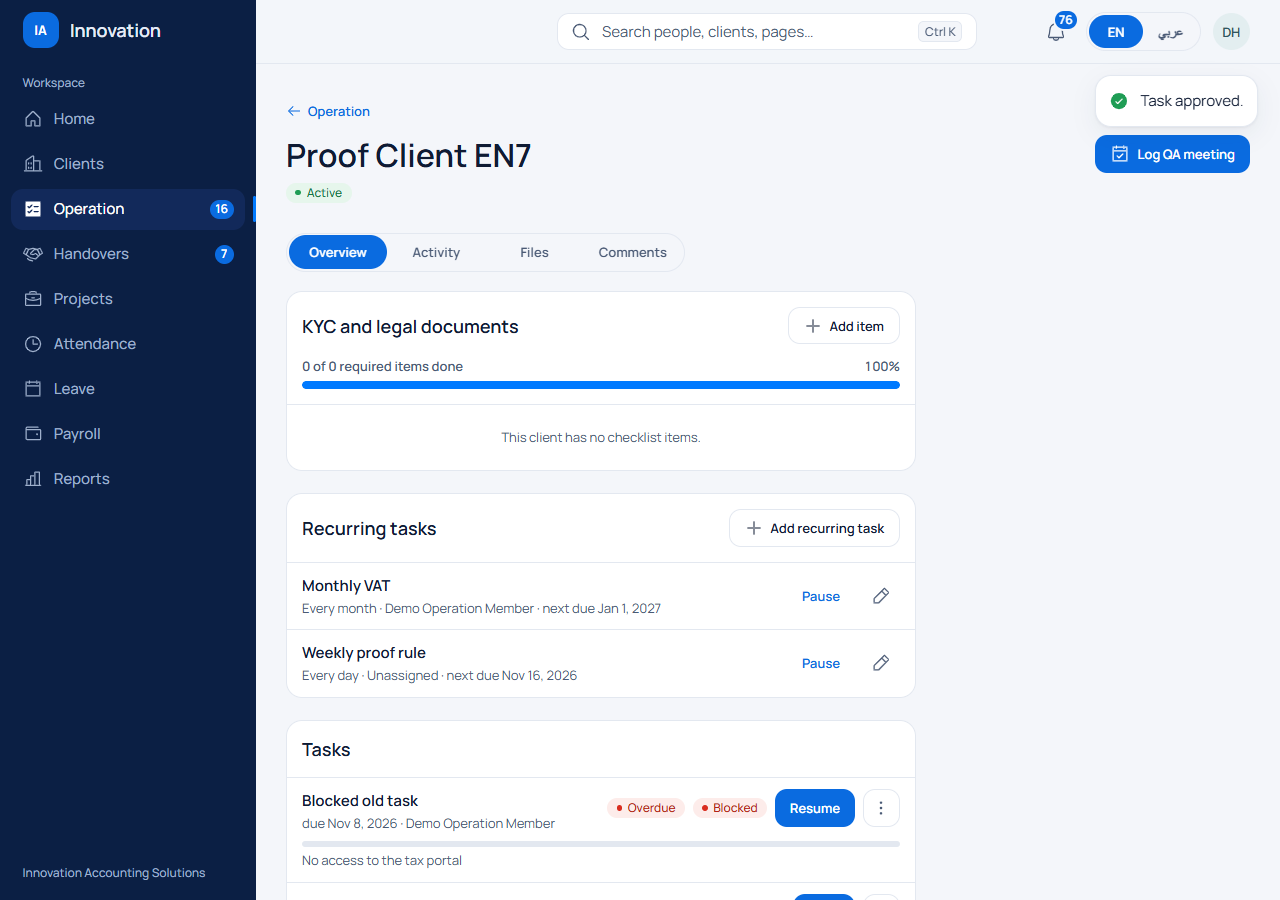 IA
Innovation
Search people, clients, pages...
Ctrl K
76
EN
عربي
DH
Workspace
Home
Clients
Operation
16
Handovers
7
Projects
Attendance
Leave
Payroll
Reports
Innovation Accounting Solutions
Task approved.
Operation
Proof Client EN7
Active
Log QA meeting
Overview
Activity
Files
Comments
KYC and legal documents
Add item
0 of 0 required items done
100%
This client has no checklist items.
Recurring tasks
Add recurring task
Monthly VAT
Every month · Demo Operation Member · next due Jan 1, 2027
Pause
Weekly proof rule
Every day · Unassigned · next due Nov 16, 2026
Pause
Tasks
Blocked old task
due Nov 8, 2026 · Demo Operation Member
Overdue
Blocked
Resume
No access to the tax portal